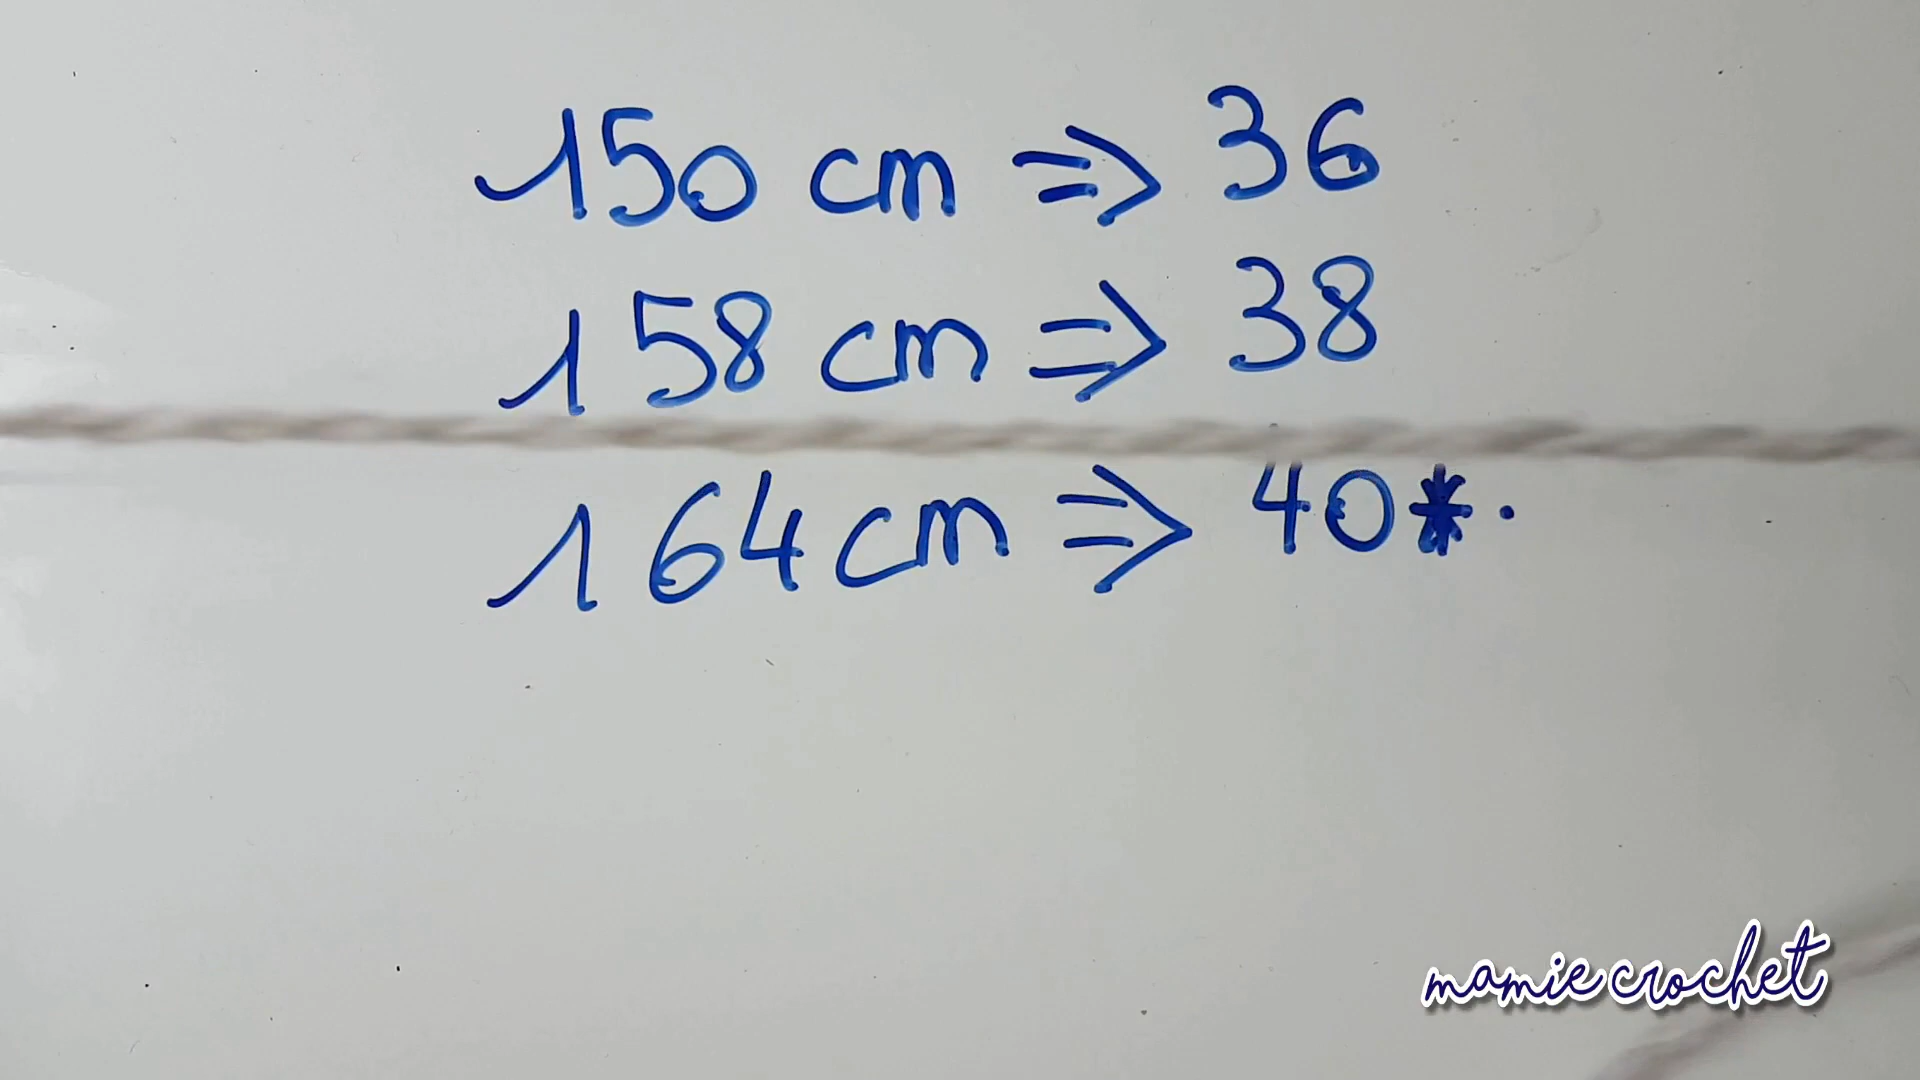 150 cm ⇒ 36
158 cm ⇒ 38
164 cm ⇒ 40*.
mamie crochet